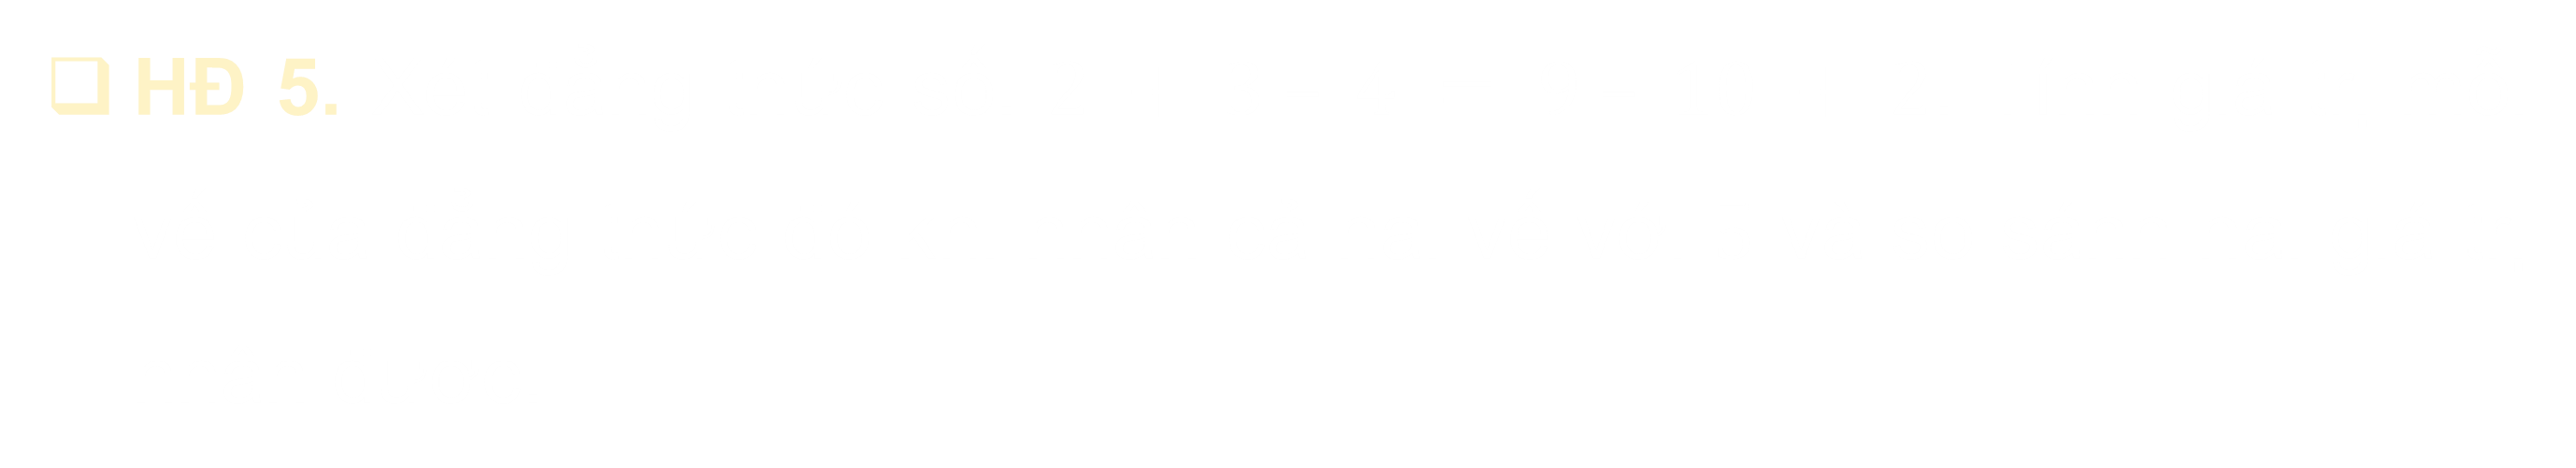 ❑ HĐ 5.